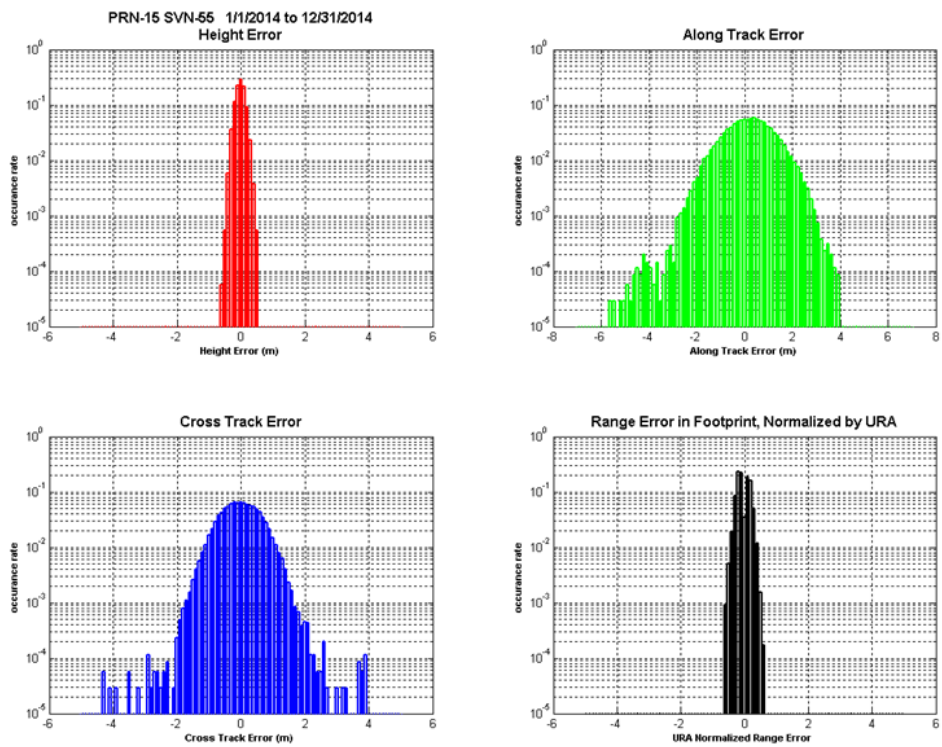 PRN-15 SVN-55 1/1/2014 to 12/31/2014
Height Error
10^0
10^-1
10^-2
10^-3
10^-4
10^-5
occurance rate
-6 -4 -2 0 2 4 6
Height Error (m)
Along Track Error
10^0
10^-1
10^-2
10^-3
10^-4
10^-5
occurance rate
-8 -6 -4 -2 0 2 4 6 8
Along Track Error (m)
Cross Track Error
10^0
10^-1
10^-2
10^-3
10^-4
10^-5
occurance rate
-6 -4 -2 0 2 4 6
Cross Track Error (m)
Range Error in Footprint, Normalized by URA
10^0
10^-1
10^-2
10^-3
10^-4
10^-5
occurance rate
-6 -4 -2 0 2 4 6
URA Normalized Range Error